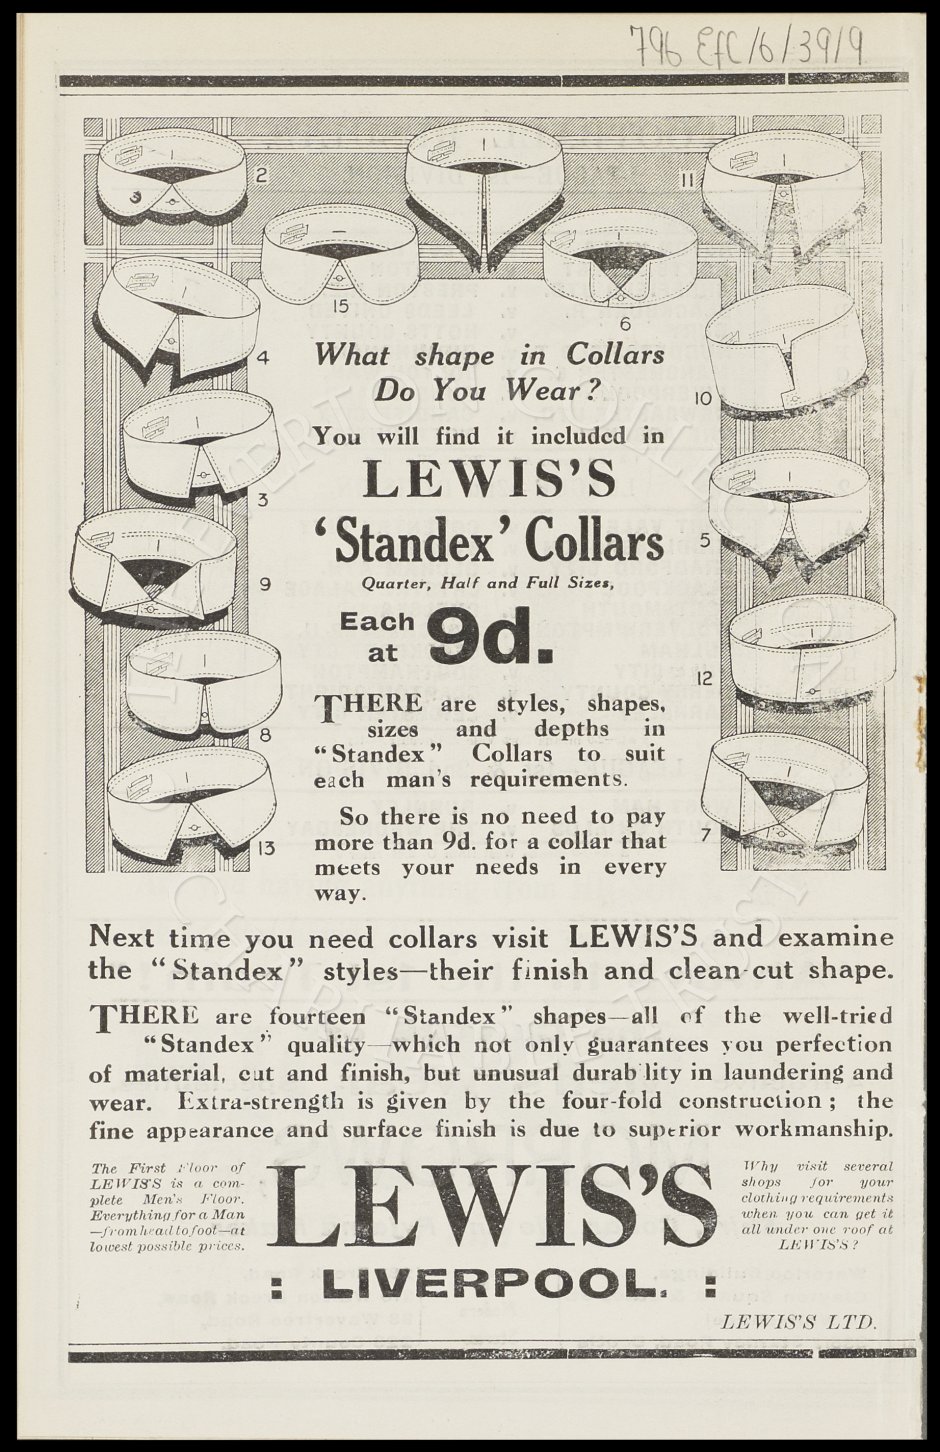 796 EFC/6/39/9
2
11
15
6
4
10
3
5
9
12
8
13
7
What shape in Collars
Do You Wear?
You will find it included in
LEWIS'S
‘Standex’ Collars
Quarter, Half and Full Sizes,
Each
at 9d.
THERE are styles, shapes,
sizes and depths in
“Standex” Collars to suit
each man's requirements.
So there is no need to pay
more than 9d. for a collar that
meets your needs in every
way.
Next time you need collars visit LEWIS'S and examine
the “Standex” styles—their finish and clean-cut shape.
THERE are fourteen “Standex” shapes—all of the well-tried
“Standex” quality—which not only guarantees you perfection
of material, cut and finish, but unusual durability in laundering and
wear. Extra-strength is given by the four-fold construction; the
fine appearance and surface finish is due to superior workmanship.
The First Floor of
LEWIS'S is a com-
plete Men's Floor.
Everything for a Man
—from head to foot—at
lowest possible prices.
LEWIS'S
: LIVERPOOL. :
Why visit several
shops for your
clothing requirements
when you can get it
all under one roof at
LEWIS'S?
LEWIS'S LTD.
EVERTON COLLECTION
CHARITABLE TRUST